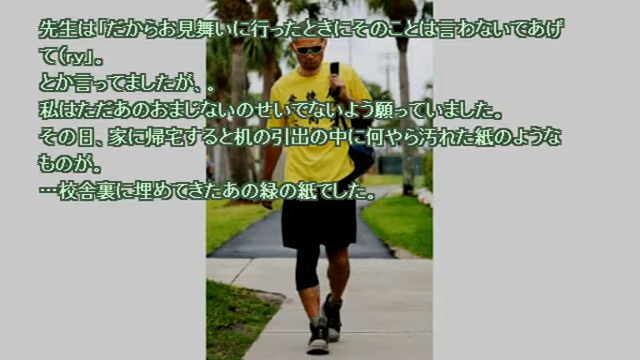 先生は「だからお見舞いに行ったときにそのことは言わないであげ
て（ry」。
とか言ってましたが、。
私はただあのおまじないのせいでないよう願っていました。
その日、家に帰宅すると机の引出の中に何やら汚れた紙のような
ものが。
…校舎裏に埋めてきたあの緑の紙でした。